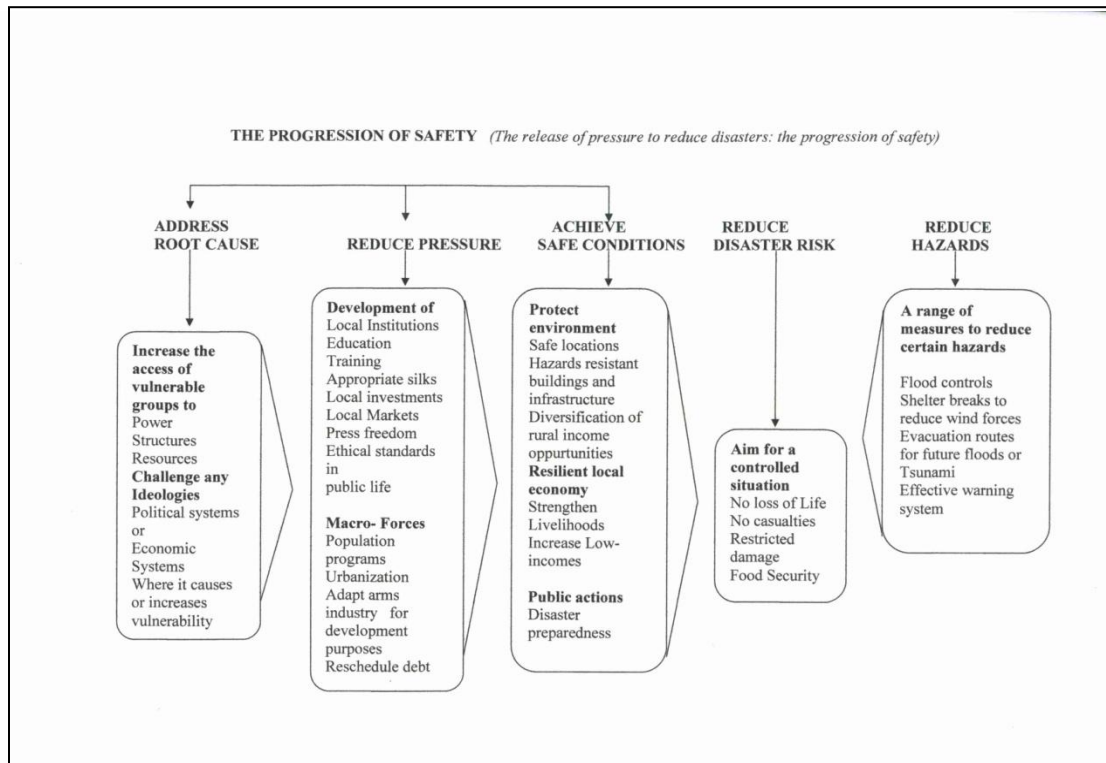 THE PROGRESSION OF SAFETY (The release of pressure to reduce disasters: the progression of safety)
ADDRESS
ROOT CAUSE
REDUCE PRESSURE
ACHIEVE
SAFE CONDITIONS
REDUCE
DISASTER RISK
REDUCE
HAZARDS
Increase the
access of
vulnerable
groups to
Power
Structures
Resources
Challenge any
Ideologies
Political systems
or
Economic
Systems
Where it causes
or increases
vulnerability
Development of
Local Institutions
Education
Training
Appropriate silks
Local investments
Local Markets
Press freedom
Ethical standards
in
public life
Macro- Forces
Population
programs
Urbanization
Adapt arms
industry for
development
purposes
Reschedule debt
Protect
environment
Safe locations
Hazards resistant
buildings and
infrastructure
Diversification of
rural income
oppurtunities
Resilient local
economy
Strengthen
Livelihoods
Increase Low-
incomes
Public actions
Disaster
preparedness
Aim for a
controlled
situation
No loss of Life
No casualties
Restricted
damage
Food Security
A range of
measures to reduce
certain hazards
Flood controls
Shelter breaks to
reduce wind forces
Evacuation routes
for future floods or
Tsunami
Effective warning
system